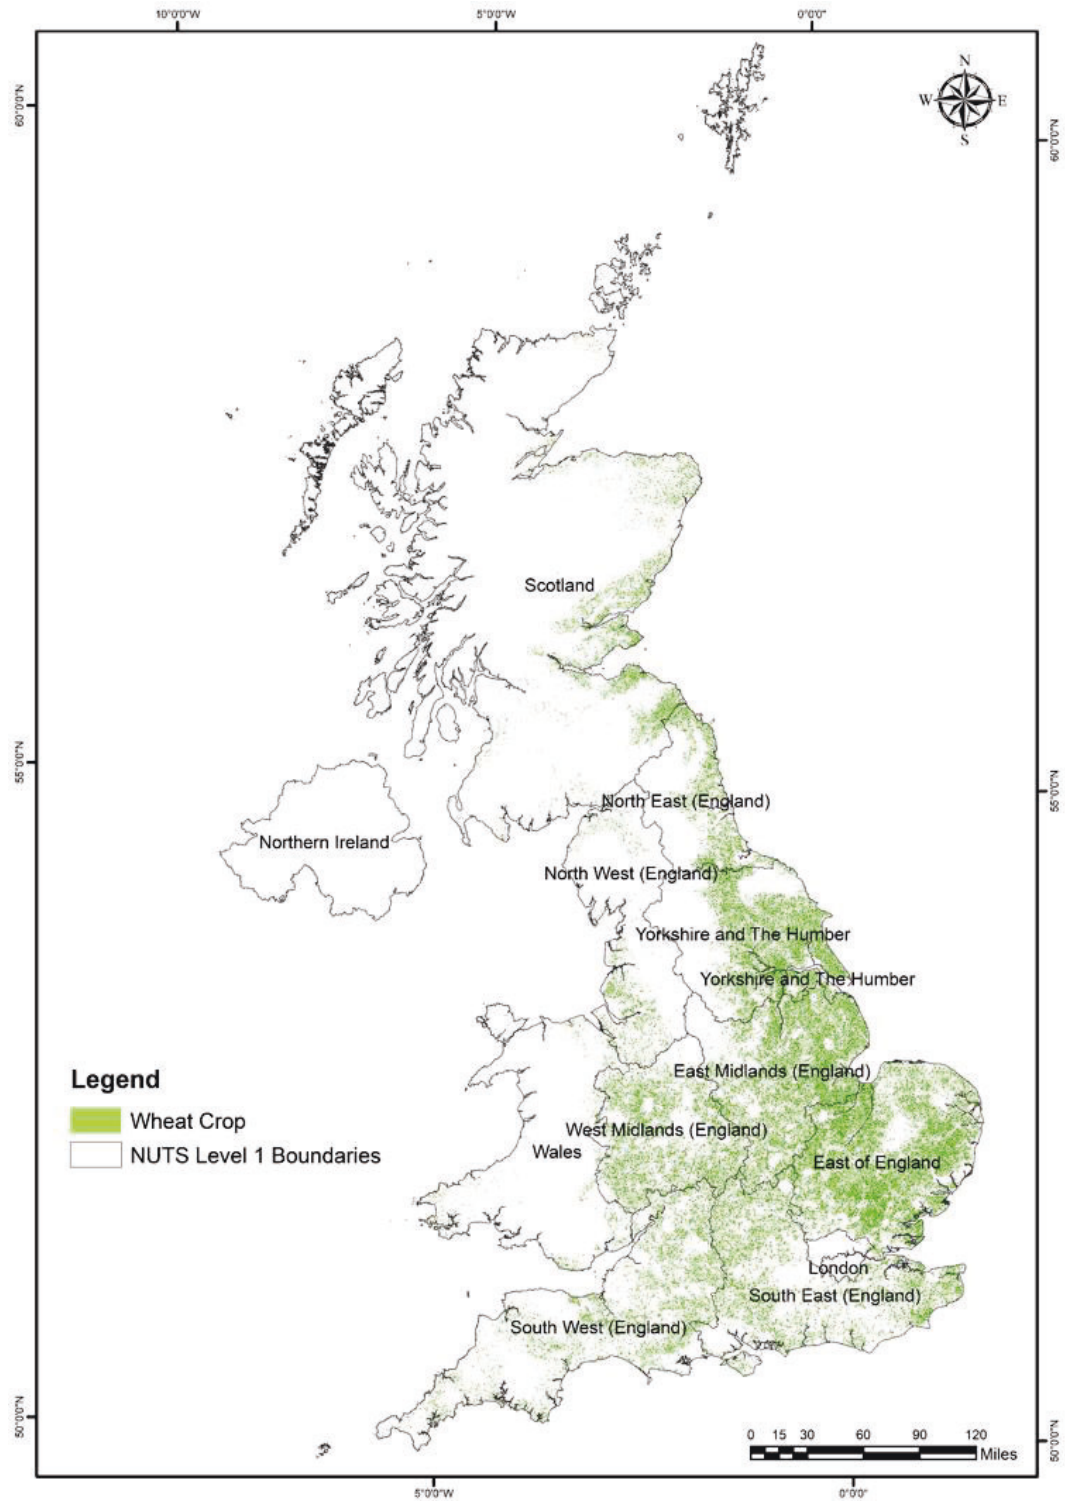 10°0'0"W 5°0'0"W 0°0'0"
N
W E
S
60°0'0"N
60°0'0"N
Scotland
55°0'0"N
55°0'0"N
North East (England)
Northern Ireland
North West (England)
Yorkshire and The Humber
Yorkshire and The Humber
East Midlands (England)
Legend
Wheat Crop
NUTS Level 1 Boundaries
West Midlands (England)
Wales
East of England
London
South East (England)
South West (England)
50°0'0"N
50°0'0"N
0 15 30 60 90 120
Miles
5°0'0"W 0°0'0"